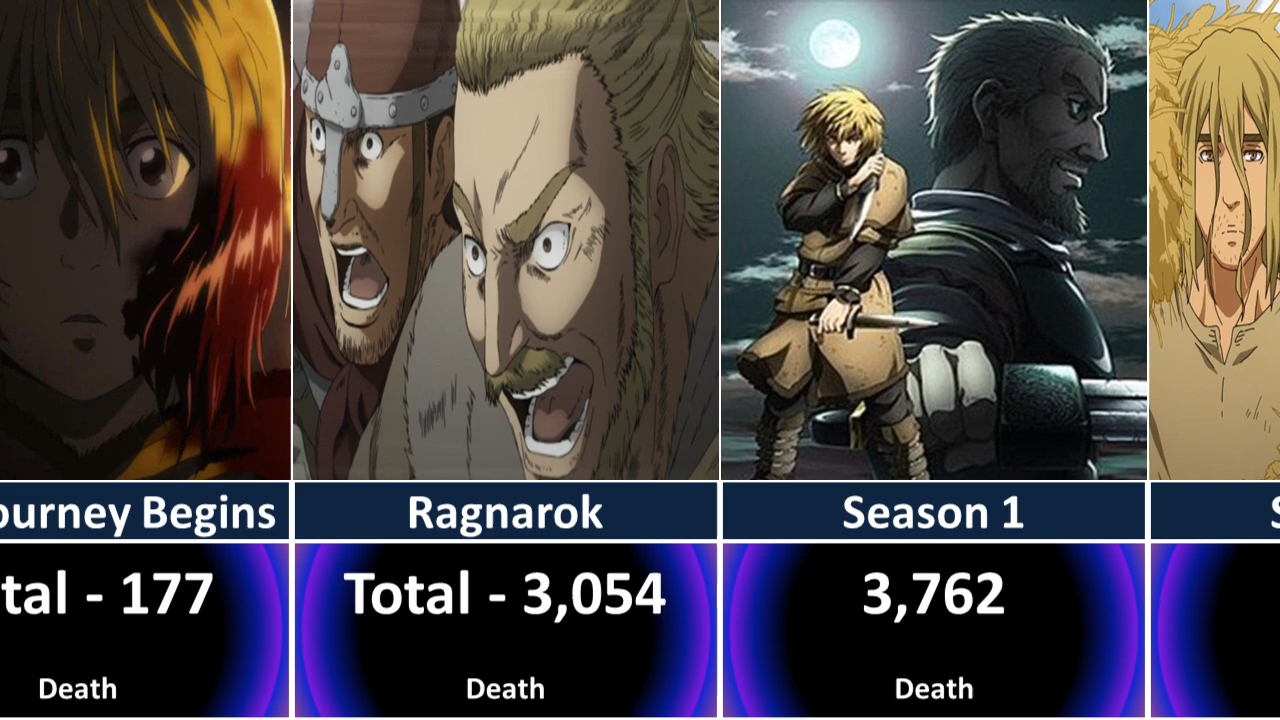 ourney Begins
tal - 177
Death
Ragnarok
Total - 3,054
Death
Season 1
3,762
Death
S